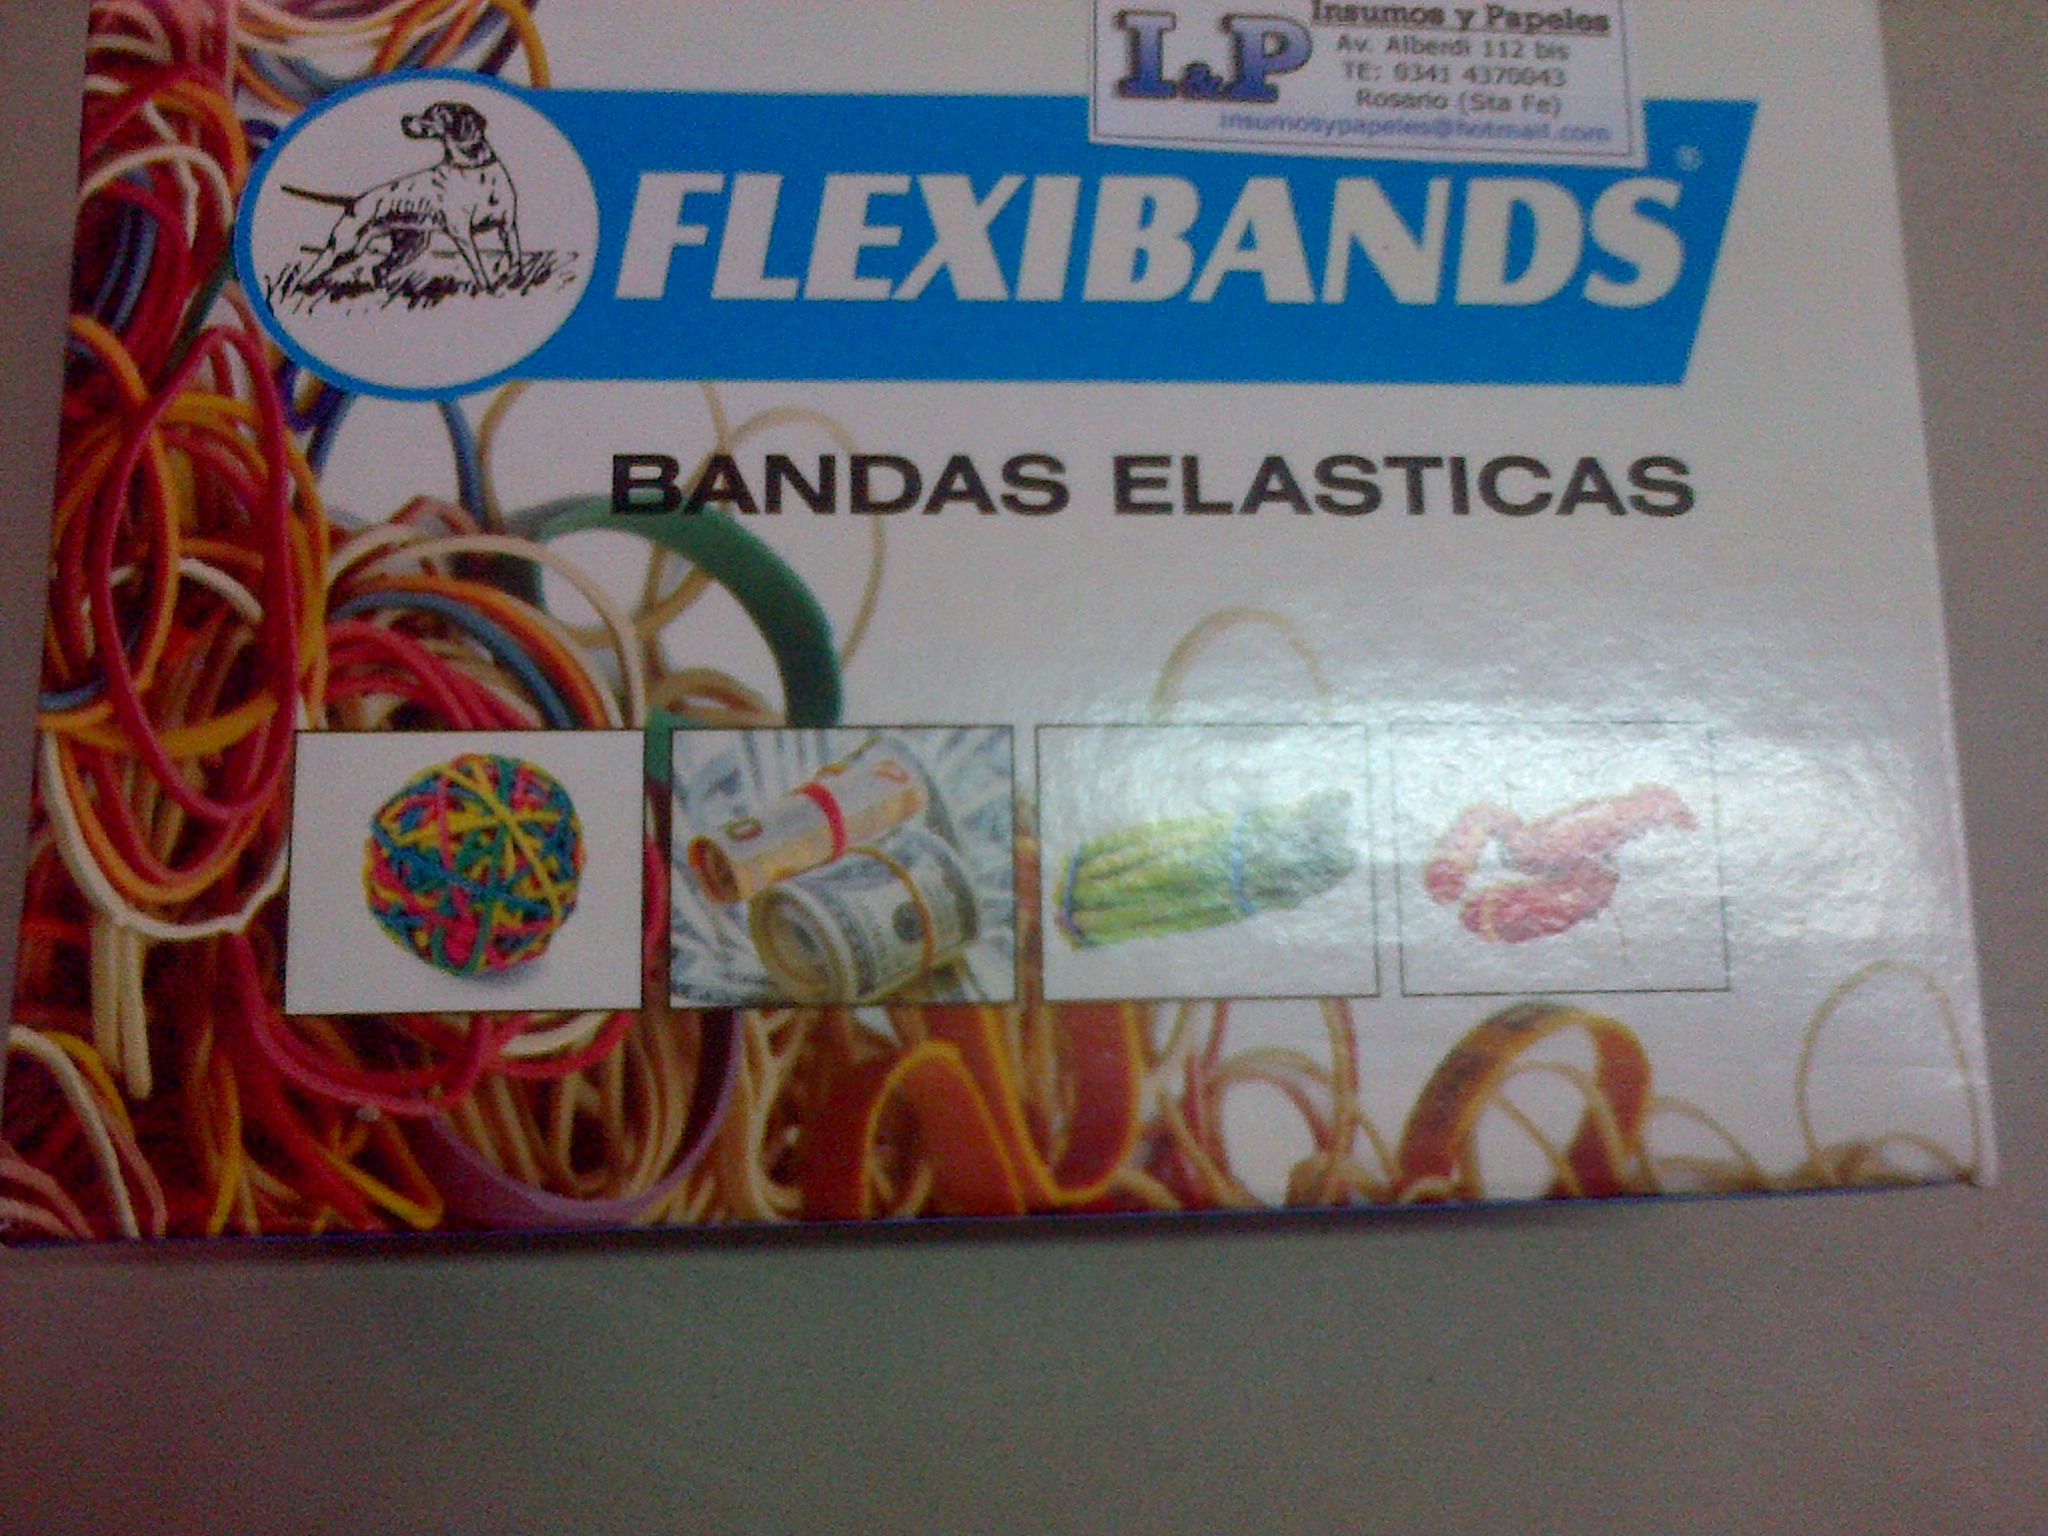 L&P
Insumos y Papeles
Av. Alberdi 112 bis
TE: 0341 4370043
Rosario (Sta Fe)
insumosypapeles@hotmail.com
FLEXIBANDS®
BANDAS ELASTICAS